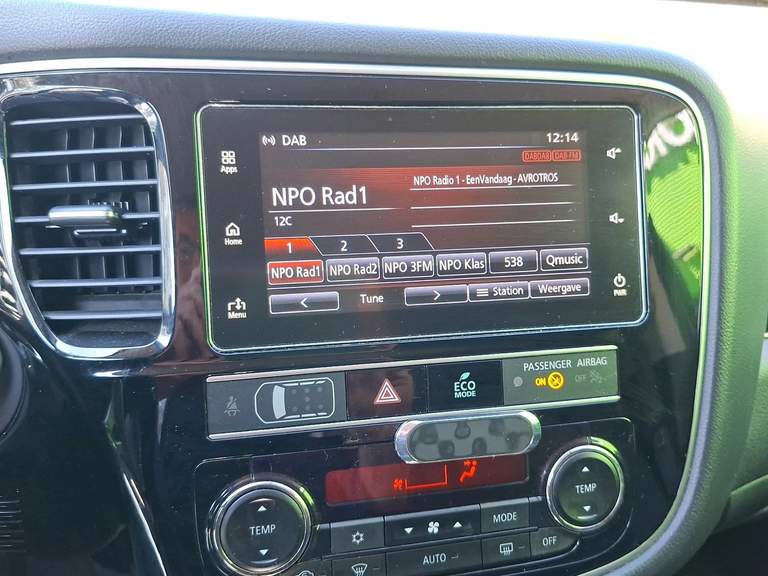 DAB 12:14
Apps
DABDAB DAB-FM
NPO Radio 1 - EenVandaag - AVROTROS
NPO Rad1
12C
Home
1 2 3
NPO Rad1 NPO Rad2 NPO 3FM NPO Klas 538 Qmusic
< Tune > Station Weergave
Menu
PWR
PASSENGER AIRBAG
ON OFF
ECO
MODE
TEMP
TEMP
MODE
AUTO
OFF